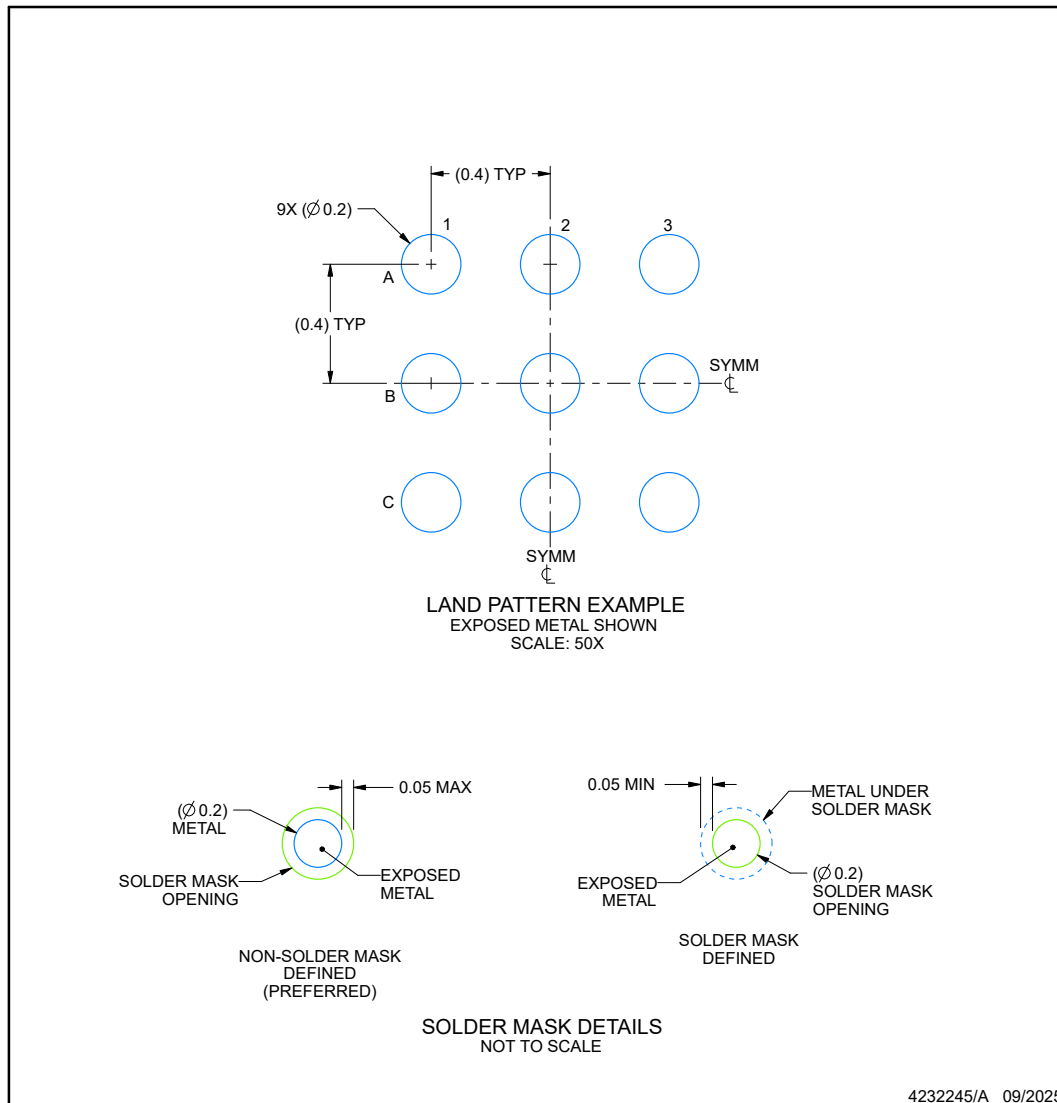 (0.4) TYP
9X (Ø 0.2)
1
2
3
A
(0.4) TYP
SYMM
℄
B
C
SYMM
℄
LAND PATTERN EXAMPLE
EXPOSED METAL SHOWN
SCALE: 50X
0.05 MAX
(Ø 0.2)
METAL
SOLDER MASK
OPENING
EXPOSED
METAL
NON-SOLDER MASK
DEFINED
(PREFERRED)
0.05 MIN
METAL UNDER
SOLDER MASK
EXPOSED
METAL
(Ø 0.2)
SOLDER MASK
OPENING
SOLDER MASK
DEFINED
SOLDER MASK DETAILS
NOT TO SCALE
4232245/A 09/2025